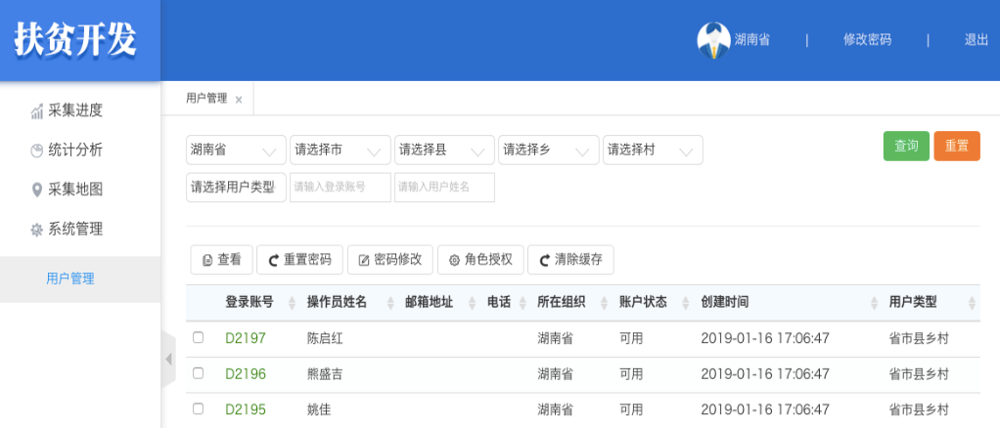 扶贫开发
湖南省 | 修改密码 | 退出
采集进度
统计分析
采集地图
系统管理
用户管理
用户管理 ×
湖南省 请选择市 请选择县 请选择乡 请选择村 查询 重置
请选择用户类型 请输入登录账号 请输入用户姓名
查看 重置密码 密码修改 角色授权 清除缓存
登录账号 操作员姓名 邮箱地址 电话 所在组织 账户状态 创建时间 用户类型
D2197 陈启红 湖南省 可用 2019-01-16 17:06:47 省市县乡村
D2196 熊盛吉 湖南省 可用 2019-01-16 17:06:47 省市县乡村
D2195 姚佳 湖南省 可用 2019-01-16 17:06:47 省市县乡村